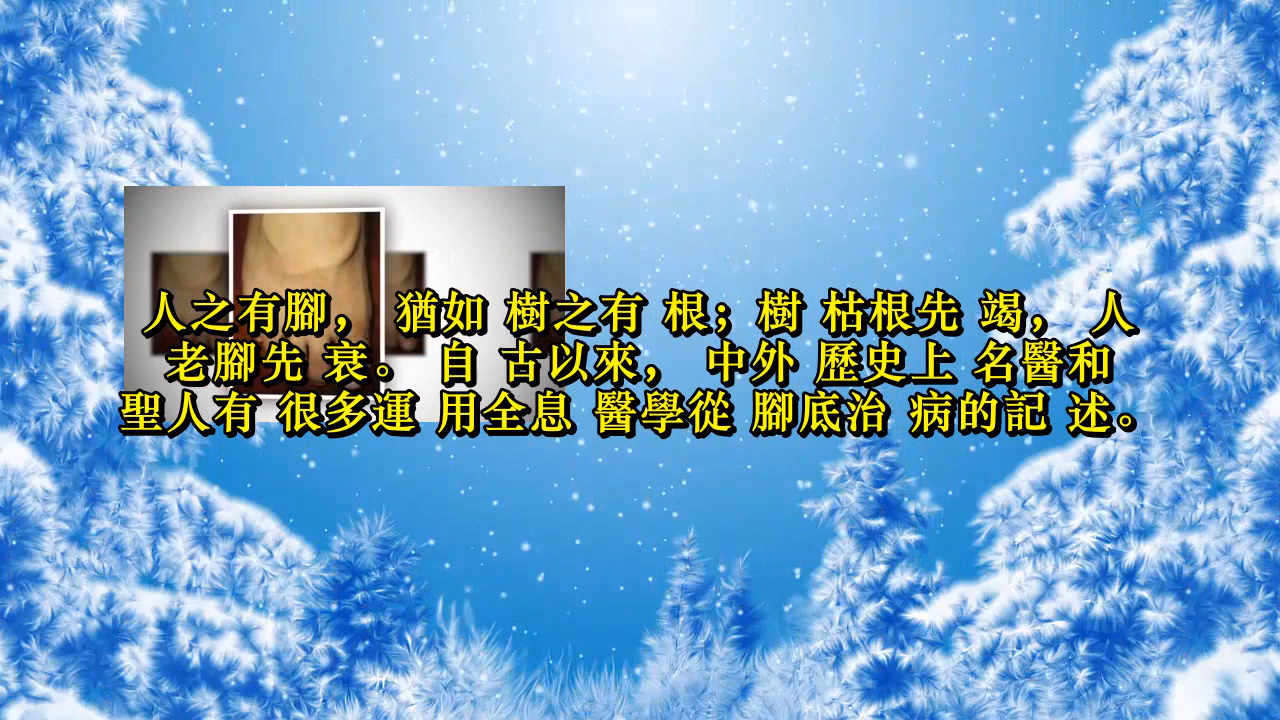 人之有腳， 猶如 樹之有 根；樹 枯根先 竭， 人
老腳先 衰。 自 古以來， 中外 歷史上 名醫和
聖人有 很多運 用全息 醫學從 腳底治 病的記 述。